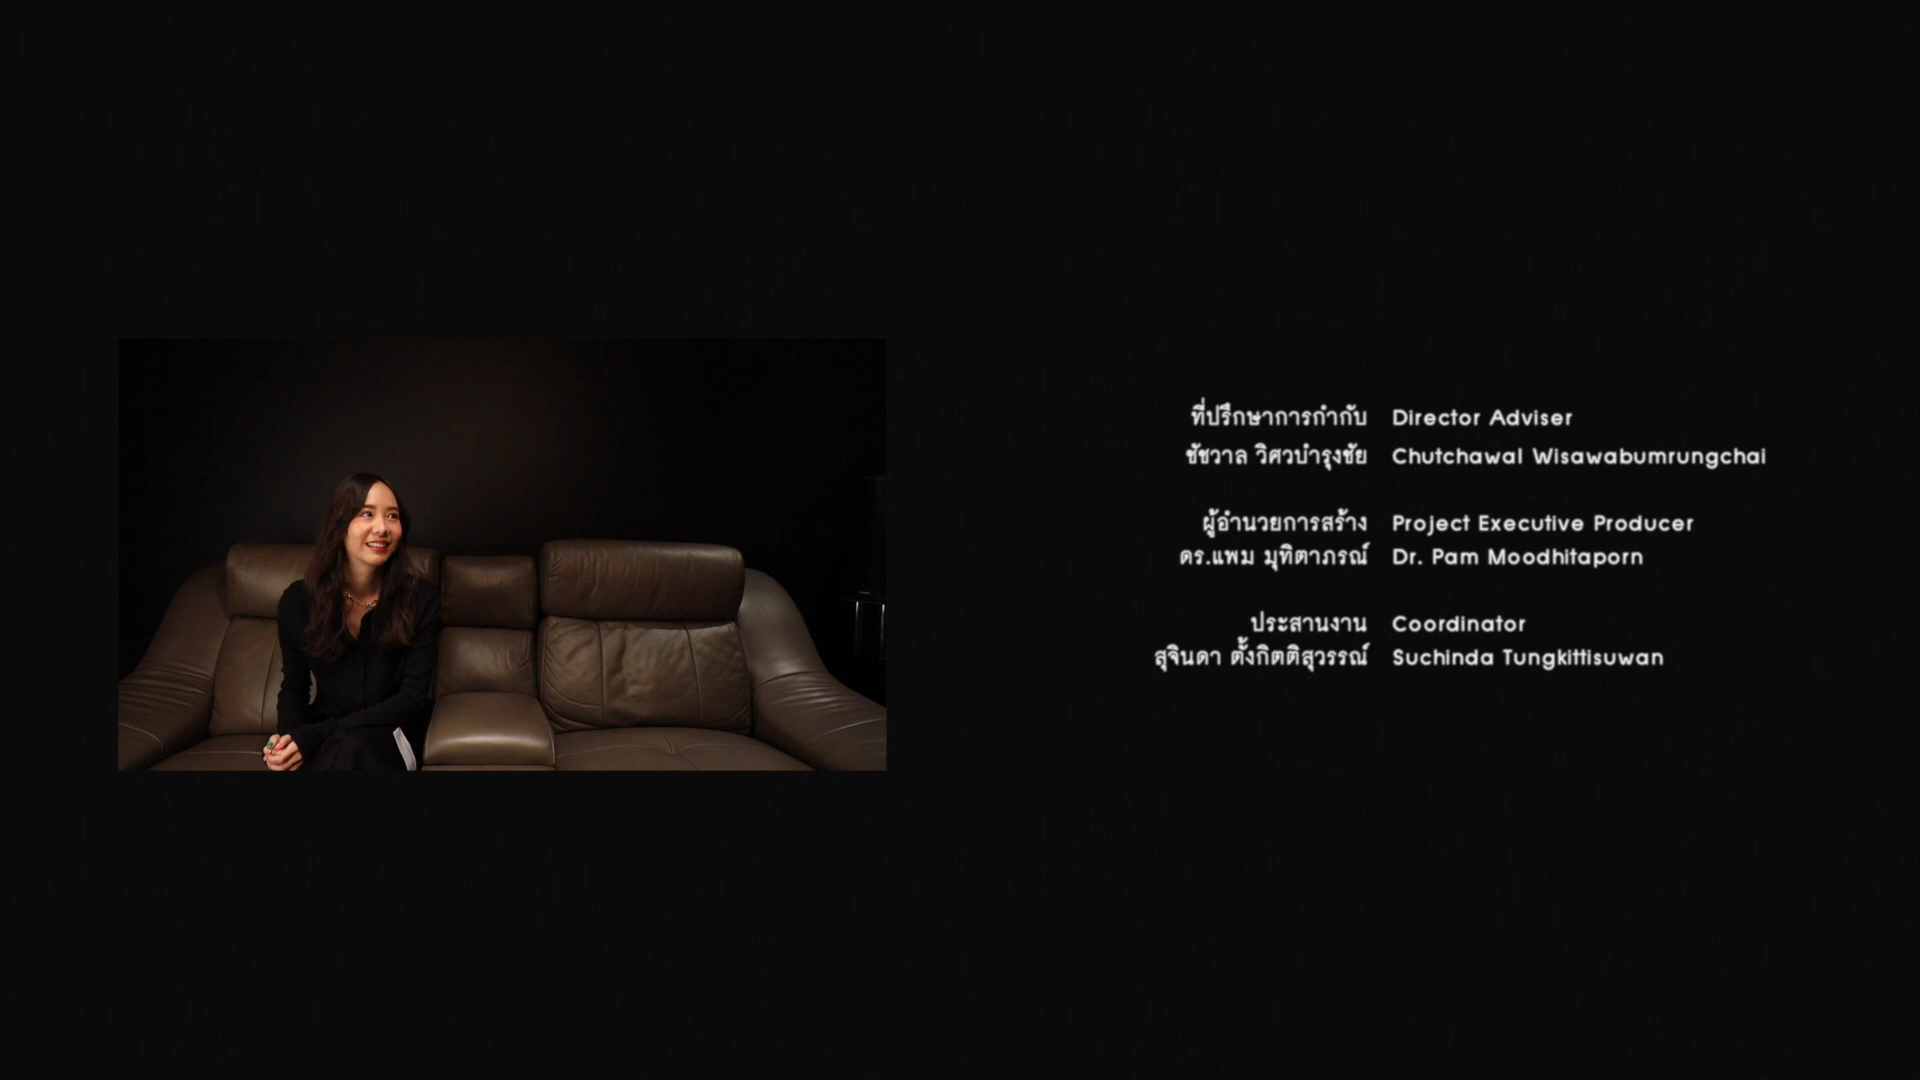 ที่ปรึกษาการกำกับ Director Adviser
ชัชวาล วิศวบำรุงชัย Chutchawal Wisawabumrungchai
ผู้อำนวยการสร้าง Project Executive Producer
ดร.แพม มุทิตาภรณ์ Dr. Pam Moodhitaporn
ประสานงาน Coordinator
สุจินดา ตั้งกิตติสุวรรณ์ Suchinda Tungkittisuwan